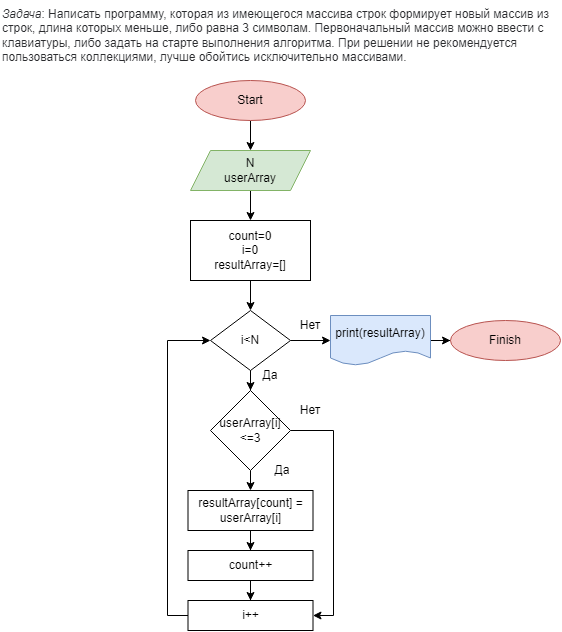 Задача: Написать программу, которая из имеющегося массива строк формирует новый массив из
строк, длина которых меньше, либо равна 3 символам. Первоначальный массив можно ввести с
клавиатуры, либо задать на старте выполнения алгоритма. При решении не рекомендуется
пользоваться коллекциями, лучше обойтись исключительно массивами.
Start
N
userArray
count=0
i=0
resultArray=[]
i<N
Нет
print(resultArray)
Finish
Да
userArray[i]
<=3
Нет
Да
resultArray[count] =
userArray[i]
count++
i++